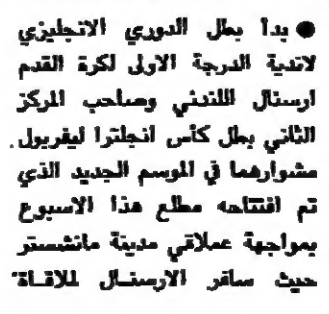 ● بدأ بطل الدوري الانجليزي
لاندية الدرجة الاولى لكرة القدم
ارسنال اللندني وصاحب المركز
الثاني بطل كأس انجلترا ليفربول
مشوارهما في الموسم الجديد الذي
تم افتتاحه مطلع هذا الاسبوع
بمواجهة عملاقي مدينة مانشستر
حيث سافر الارسنال لملاقاة